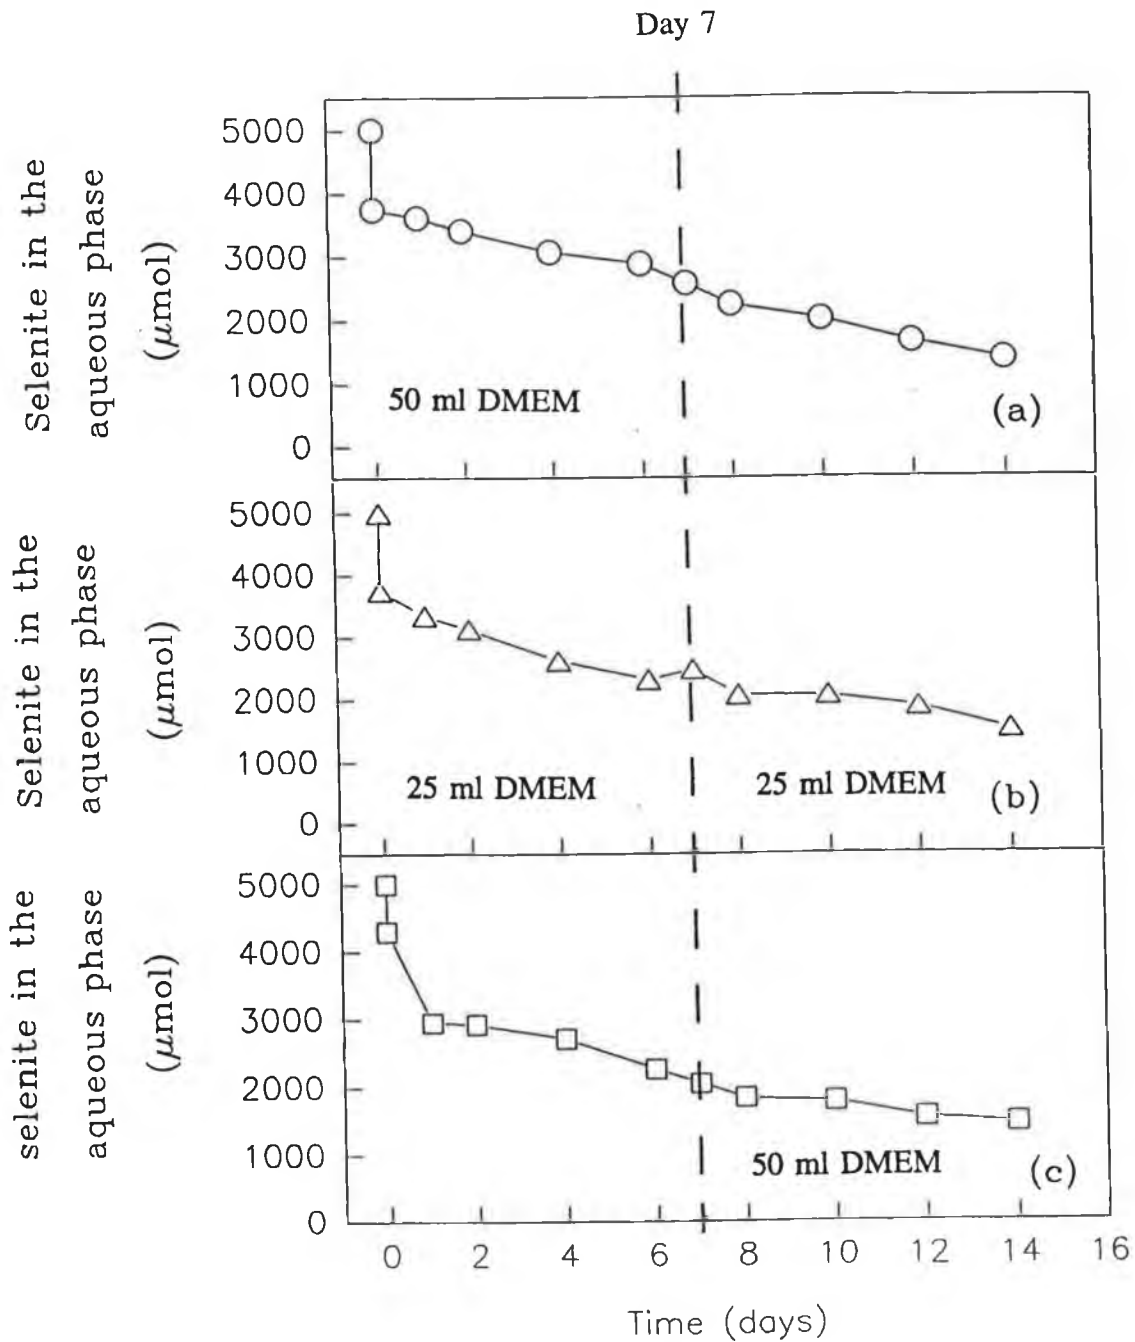 Day 7
Selenite in the
aqueous phase
(μmol)
5000
4000
3000
2000
1000
0
50 ml DMEM
(a)
Selenite in the
aqueous phase
(μmol)
5000
4000
3000
2000
1000
0
25 ml DMEM
25 ml DMEM
(b)
selenite in the
aqueous phase
(μmol)
5000
4000
3000
2000
1000
0
50 ml DMEM
(c)
0 2 4 6 8 10 12 14 16
Time (days)